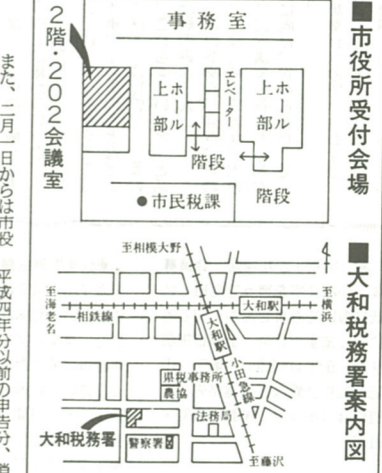 ■市役所受付会場
事務室
ホール上部
エレベーター
ホール上部
階段
階段
●市民税課
2階・202会議室
■大和税務署案内図
至相模大野
至横浜
大和駅
相鉄線
至海老名
大和駅
小田急線
県税事務所
農協
法務局
大和税務署
警察署
至藤沢
また、二月一日からは市役
平成四年分以前の申告分、